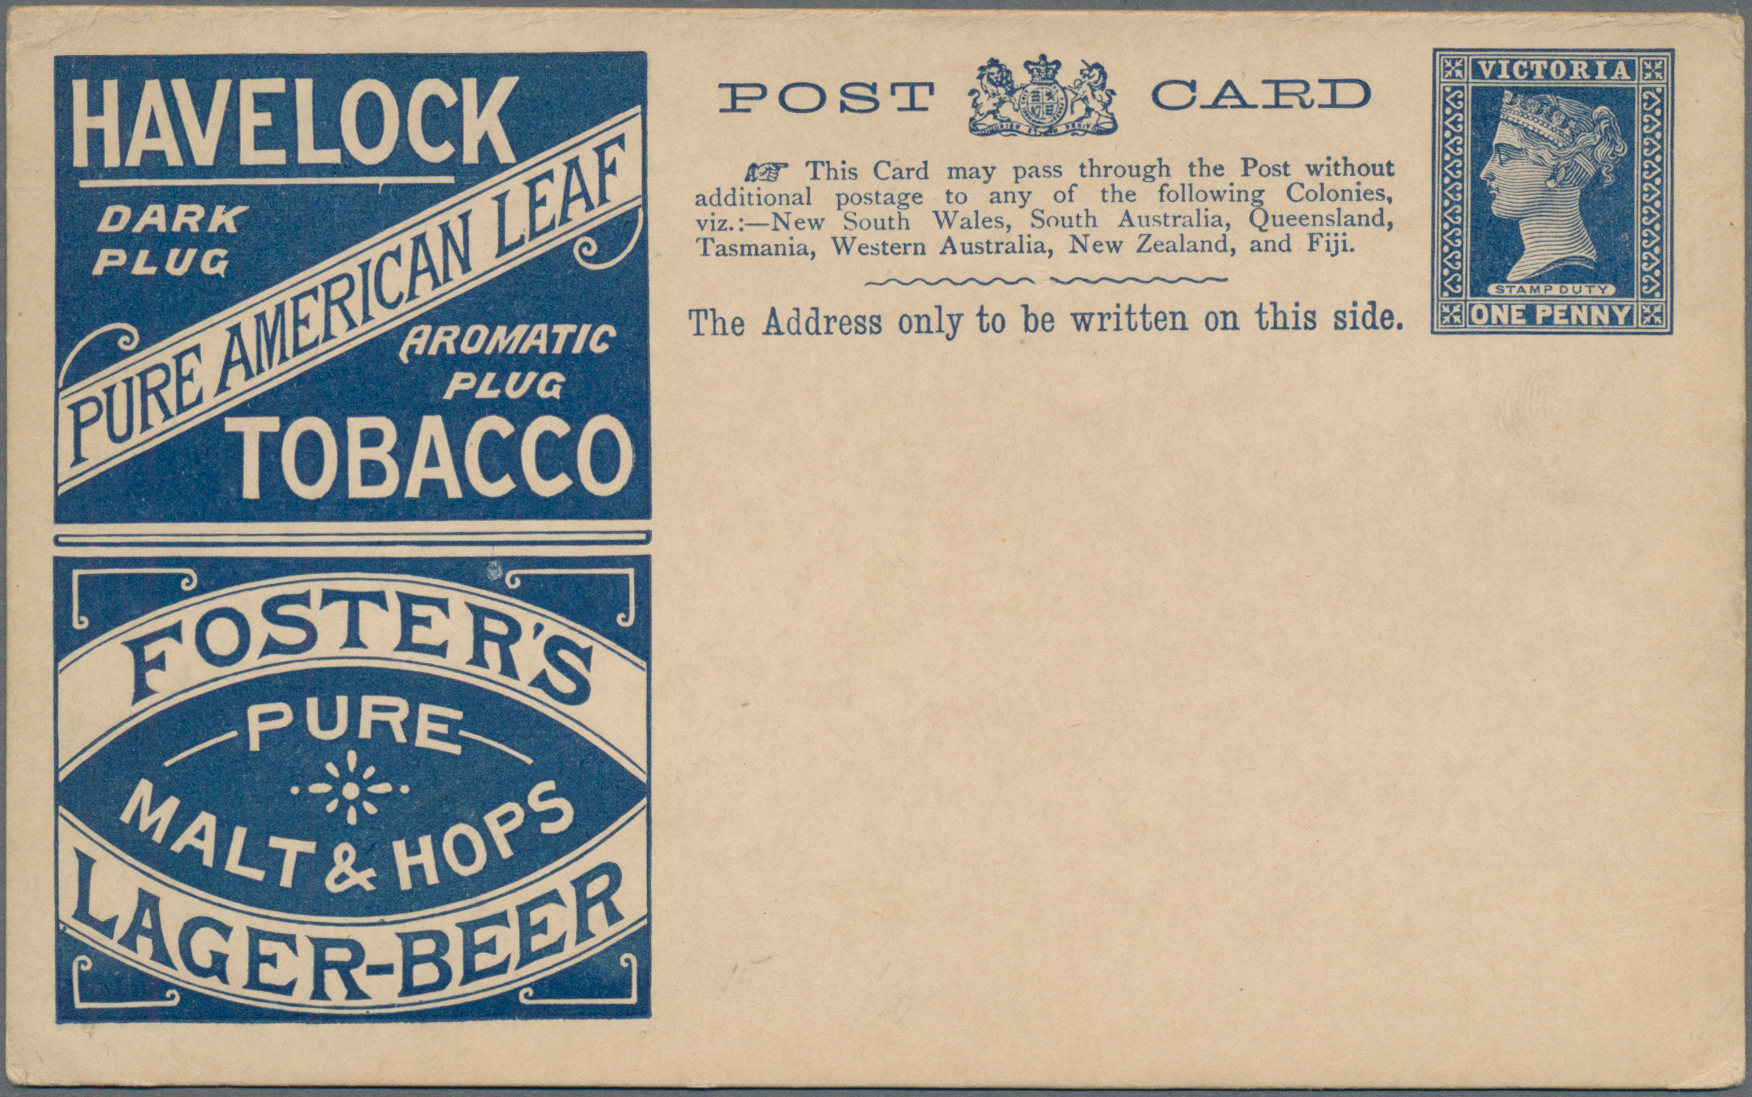 HAVELOCK
DARK
PLUG
PURE AMERICAN LEAF
AROMATIC
PLUG
TOBACCO
FOSTER'S
PURE
MALT & HOPS
LAGER-BEER
POST CARD
This Card may pass through the Post without
additional postage to any of the following Colonies,
viz.:—New South Wales, South Australia, Queensland,
Tasmania, Western Australia, New Zealand, and Fiji.
The Address only to be written on this side.
VICTORIA
STAMP DUTY
ONE PENNY
15